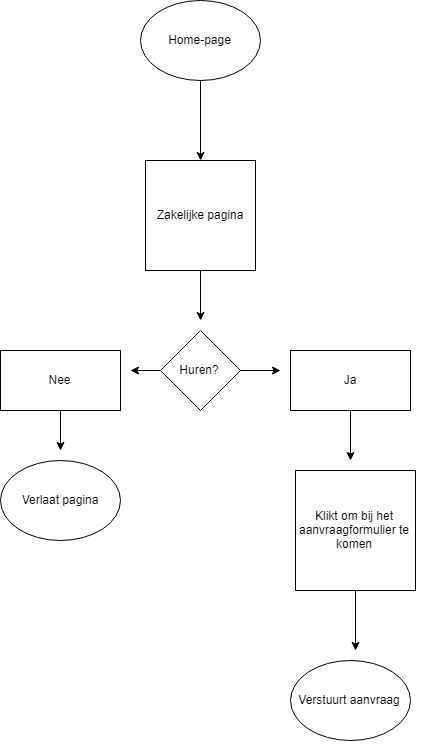 Home-page
Zakelijke pagina
Huren?
Nee
Ja
Verlaat pagina
Klikt om bij het
aanvraagformulier te
komen
Verstuurt aanvraag